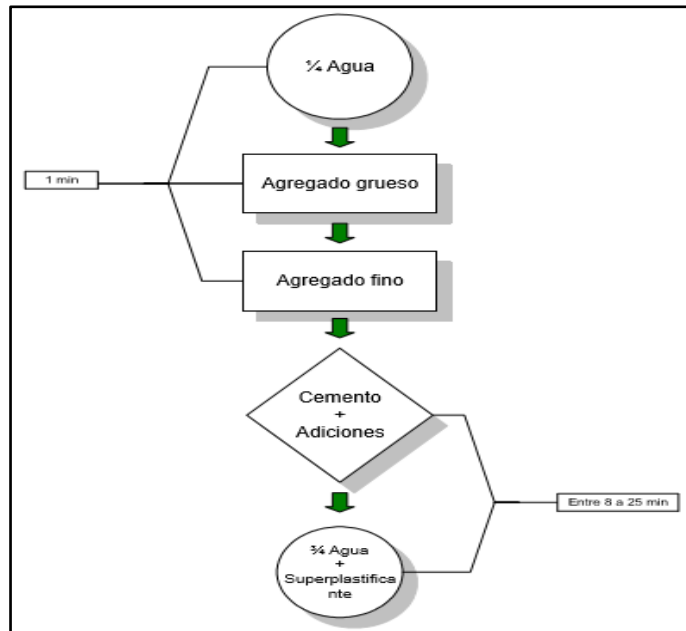 ¼ Agua
1 min
Agregado grueso
Agregado fino
Cemento
+
Adiciones
Entre 8 a 25 min
¾ Agua
+
Superplastifica
nte